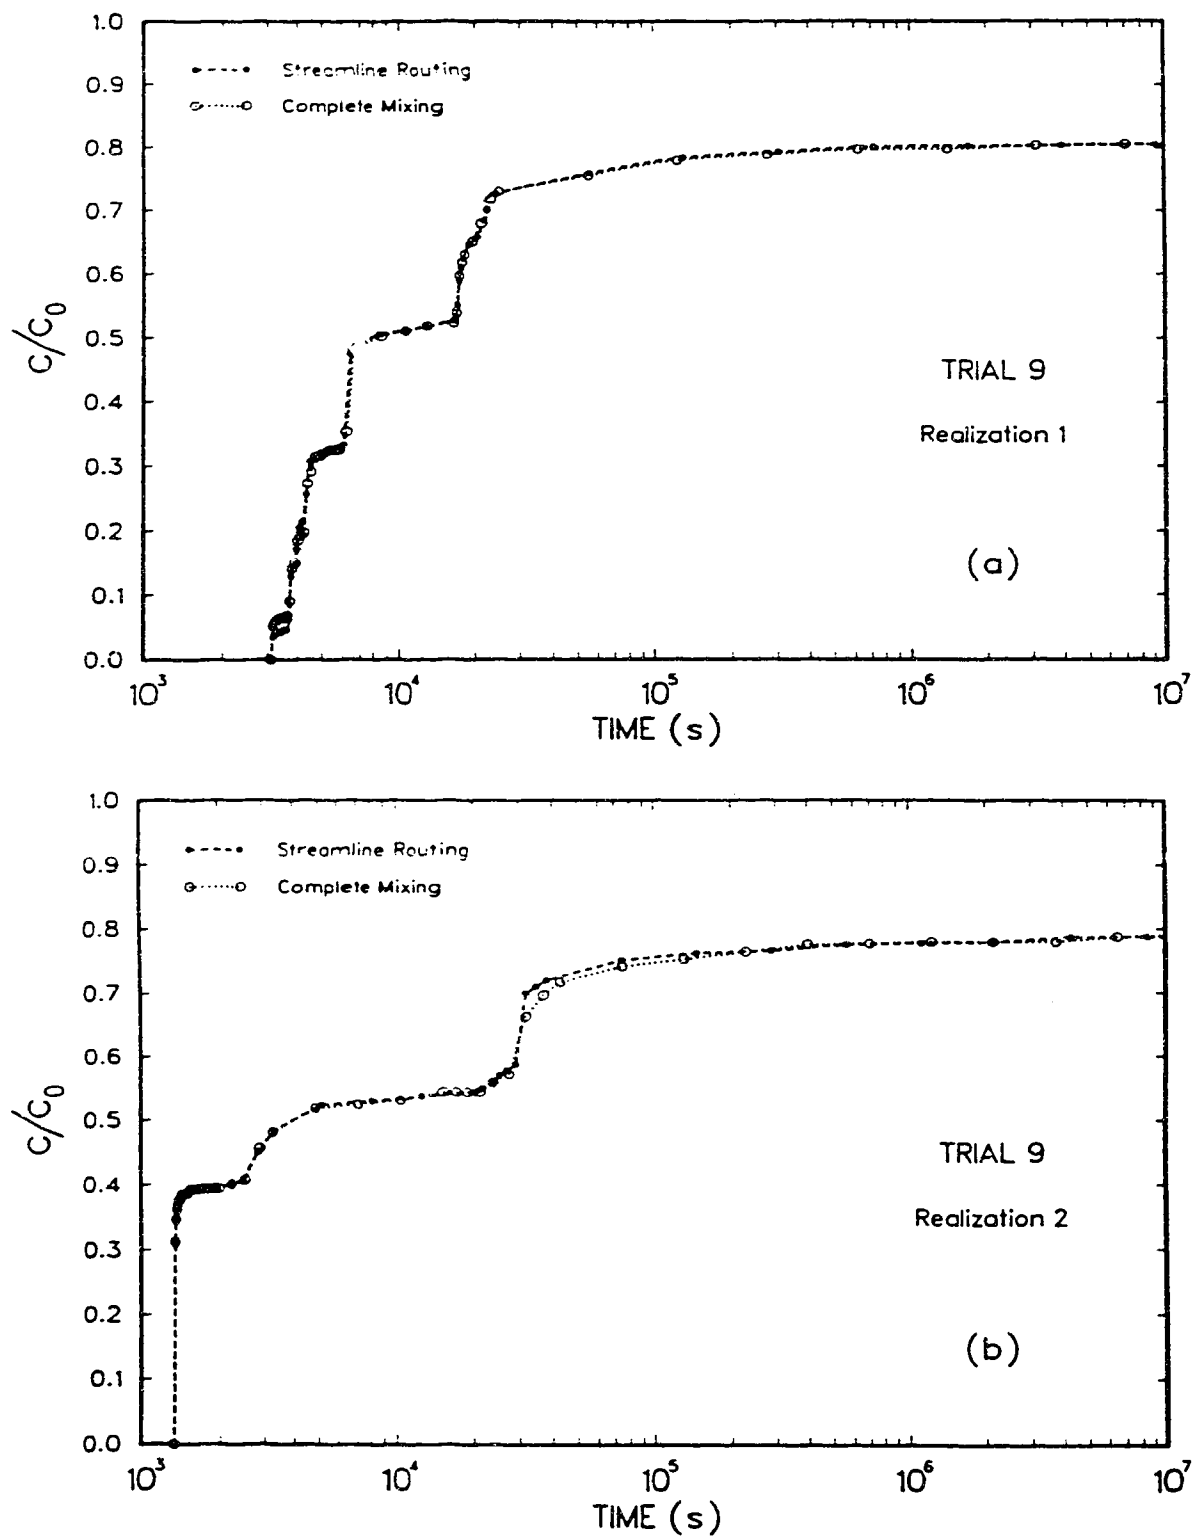 1.0
0.9
0.8
0.7
0.6
0.5
0.4
0.3
0.2
0.1
0.0
C/C₀
Streamline Routing
Complete Mixing
TRIAL 9
Realization 1
(a)
10³ 10⁴ 10⁵ 10⁶ 10⁷
TIME (s)
1.0
0.9
0.8
0.7
0.6
0.5
0.4
0.3
0.2
0.1
0.0
C/C₀
Streamline Routing
Complete Mixing
TRIAL 9
Realization 2
(b)
10³ 10⁴ 10⁵ 10⁶ 10⁷
TIME (s)